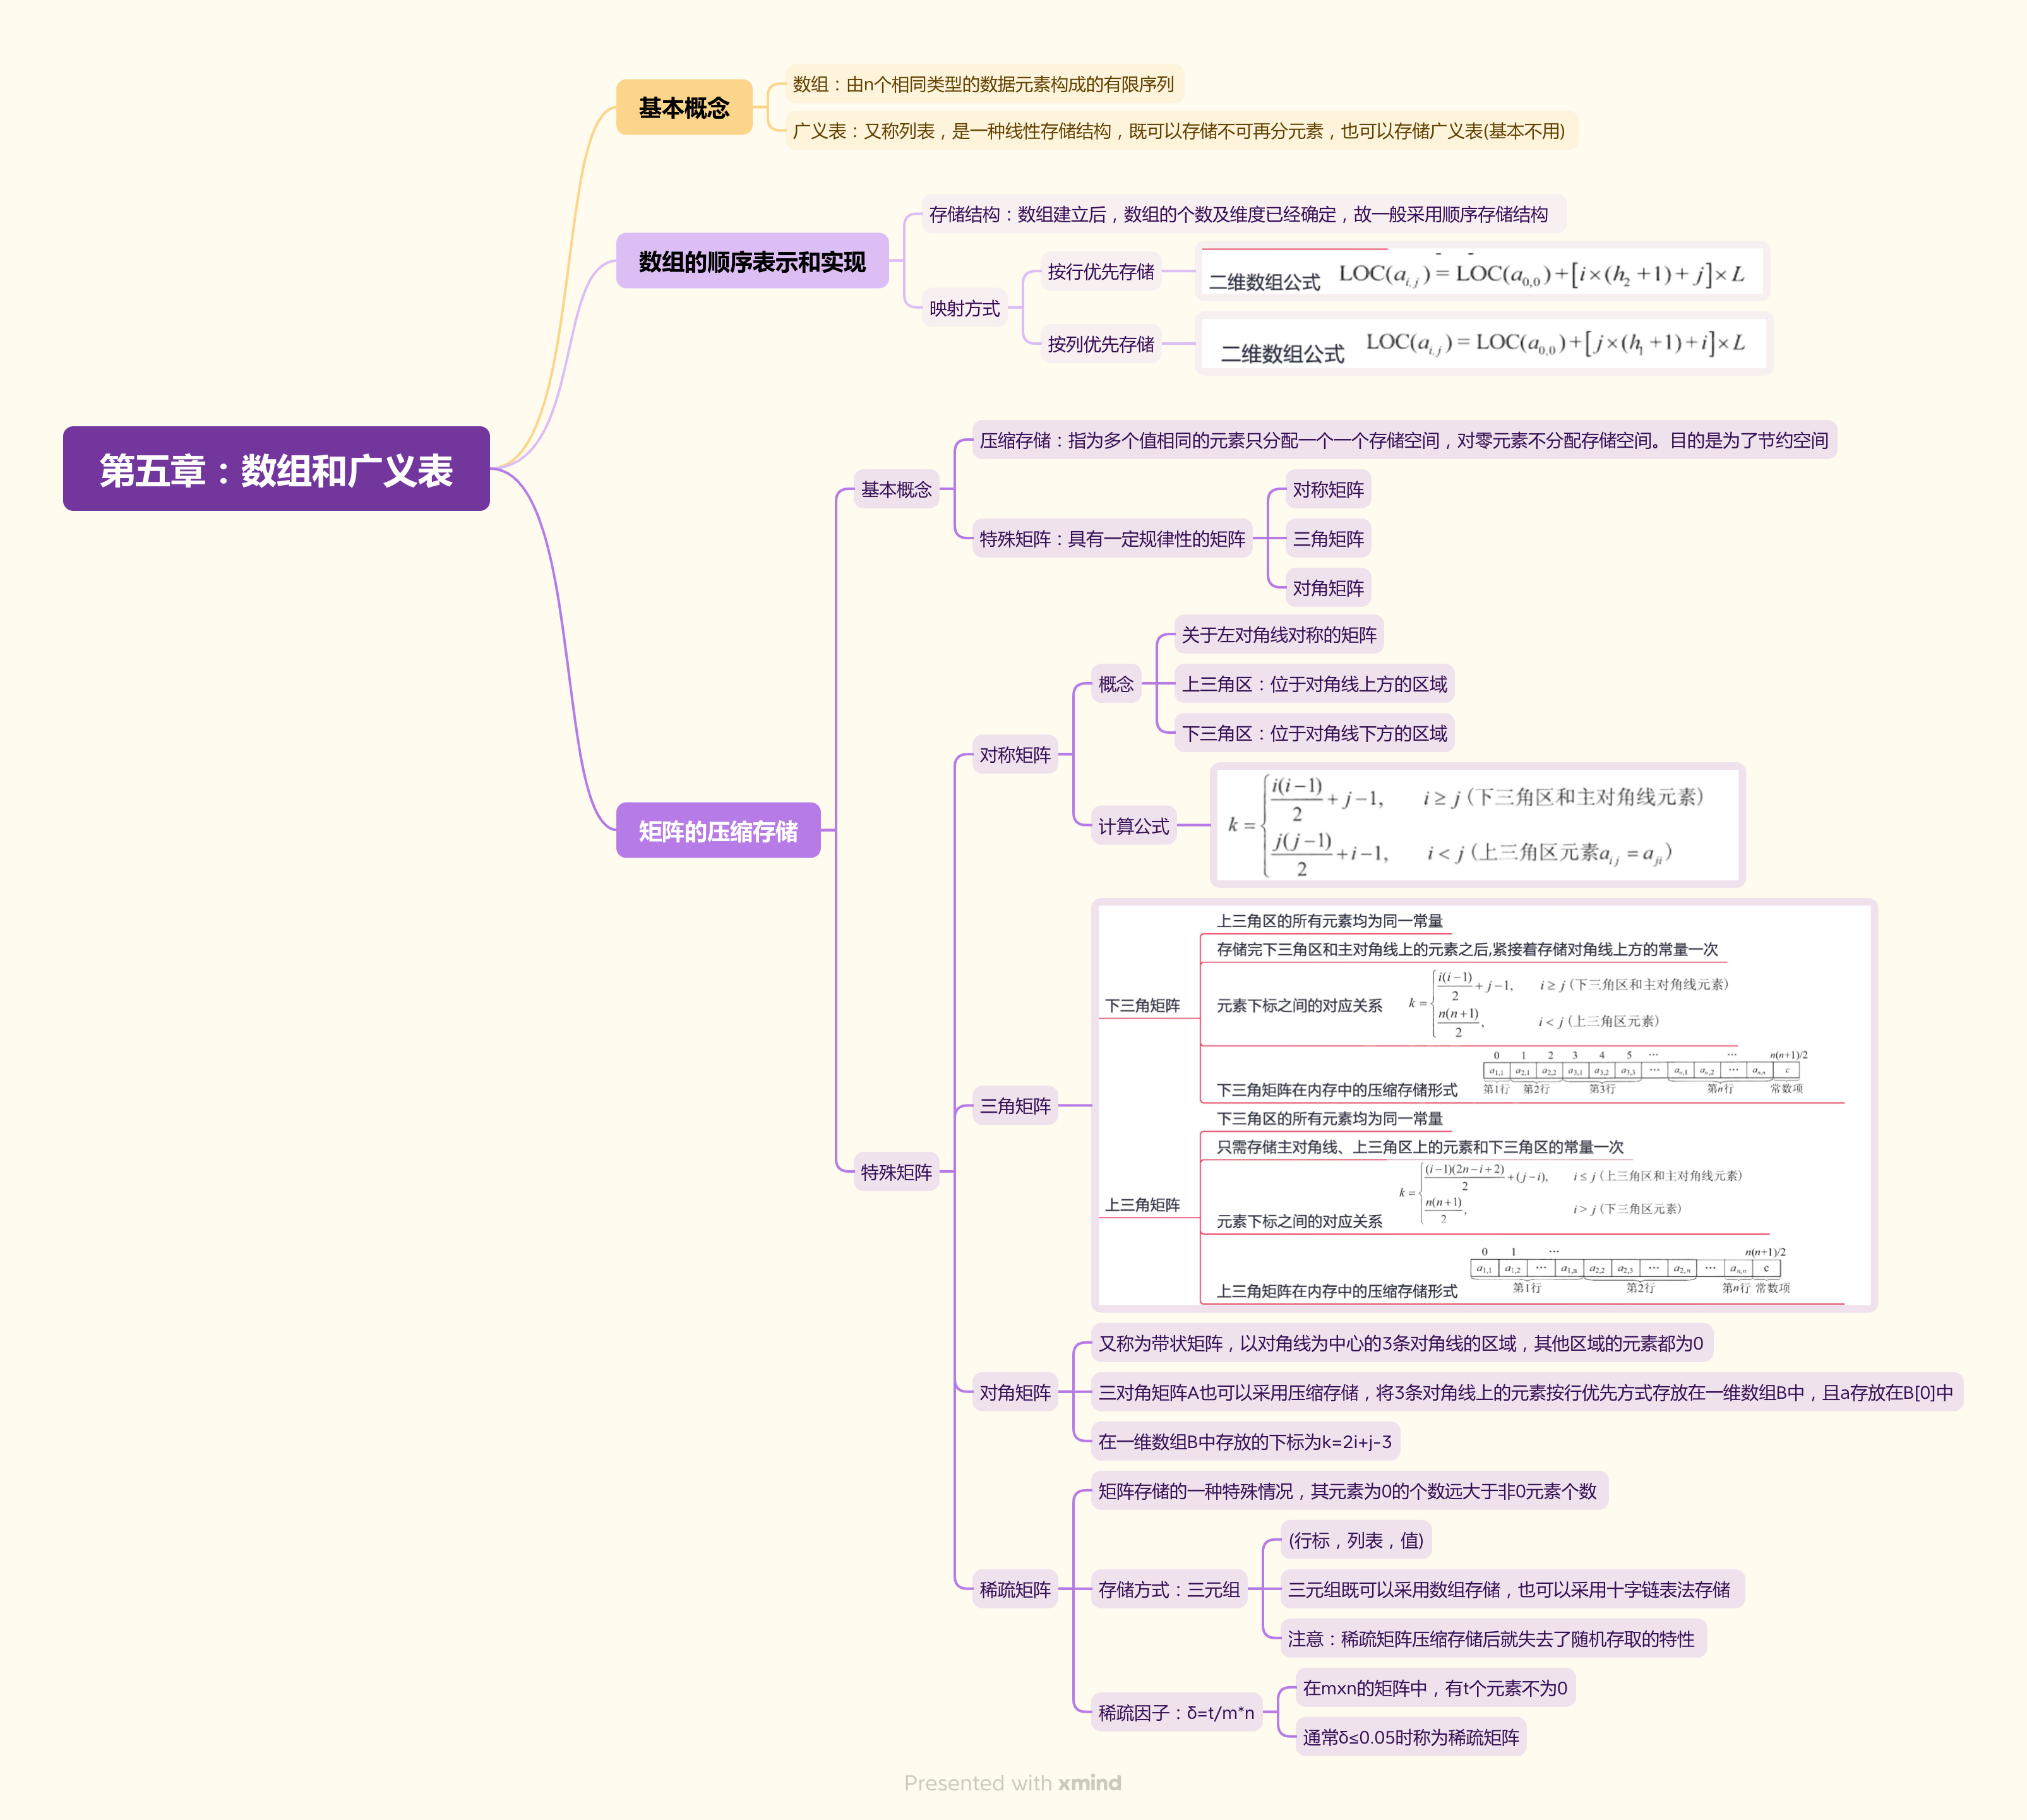 第五章：数组和广义表
基本概念
数组：由n个相同类型的数据元素构成的有限序列
广义表：又称列表，是一种线性存储结构，既可以存储不可再分元素，也可以存储广义表(基本不用)
数组的顺序表示和实现
存储结构：数组建立后，数组的个数及维度已经确定，故一般采用顺序存储结构
映射方式
按行优先存储
二维数组公式 LOC(a_{i,j}) = LOC(a_{0,0}) + [i×(h_2+1)+j]×L
按列优先存储
二维数组公式 LOC(a_{i,j}) = LOC(a_{0,0}) + [j×(h_1+1)+i]×L
矩阵的压缩存储
基本概念
压缩存储：指为多个值相同的元素只分配一个一个存储空间，对零元素不分配存储空间。目的是为了节约空间
特殊矩阵：具有一定规律性的矩阵
对称矩阵
三角矩阵
对角矩阵
特殊矩阵
对称矩阵
概念
关于左对角线对称的矩阵
上三角区：位于对角线上方的区域
下三角区：位于对角线下方的区域
计算公式
k = { i(i−1)/2 + j−1, i ≥ j (下三角区和主对角线元素)
j(j−1)/2 + i−1, i < j (上三角区元素a_{ij} = a_{ji})
三角矩阵
下三角矩阵
上三角区的所有元素均为同一常量
存储完下三角区和主对角线上的元素之后,紧接着存储对角线上方的常量一次
元素下标之间的对应关系
k = { i(i−1)/2 + j−1, i ≥ j (下三角区和主对角线元素)
n(n+1)/2, i < j (上三角区元素)
下三角矩阵在内存中的压缩存储形式
0 1 2 3 4 5 … … n(n+1)/2
a_{1,1} a_{2,1} a_{2,2} a_{3,1} a_{3,2} a_{3,3} … a_{n,1} a_{n,2} … a_{n,n} c
第1行 第2行 第3行 第n行 常数项
上三角矩阵
下三角区的所有元素均为同一常量
只需存储主对角线、上三角区上的元素和下三角区的常量一次
元素下标之间的对应关系
k = { (i−1)(2n−i+2)/2 + (j−i), i ≤ j (上三角区和主对角线元素)
n(n+1)/2, i > j (下三角区元素)
上三角矩阵在内存中的压缩存储形式
0 1 … n(n+1)/2
a_{1,1} a_{1,2} … a_{1,n} a_{2,2} a_{2,3} … a_{2,n} … a_{n,n} c
第1行 第2行 第n行 常数项
对角矩阵
又称为带状矩阵，以对角线为中心的3条对角线的区域，其他区域的元素都为0
三对角矩阵A也可以采用压缩存储，将3条对角线上的元素按行优先方式存放在一维数组B中，且a存放在B[0]中
在一维数组B中存放的下标为k=2i+j-3
稀疏矩阵
矩阵存储的一种特殊情况，其元素为0的个数远大于非0元素个数
存储方式：三元组
(行标，列表，值)
三元组既可以采用数组存储，也可以采用十字链表法存储
注意：稀疏矩阵压缩存储后就失去了随机存取的特性
稀疏因子：δ=t/m*n
在mxn的矩阵中，有t个元素不为0
通常δ≤0.05时称为稀疏矩阵
Presented with xmind